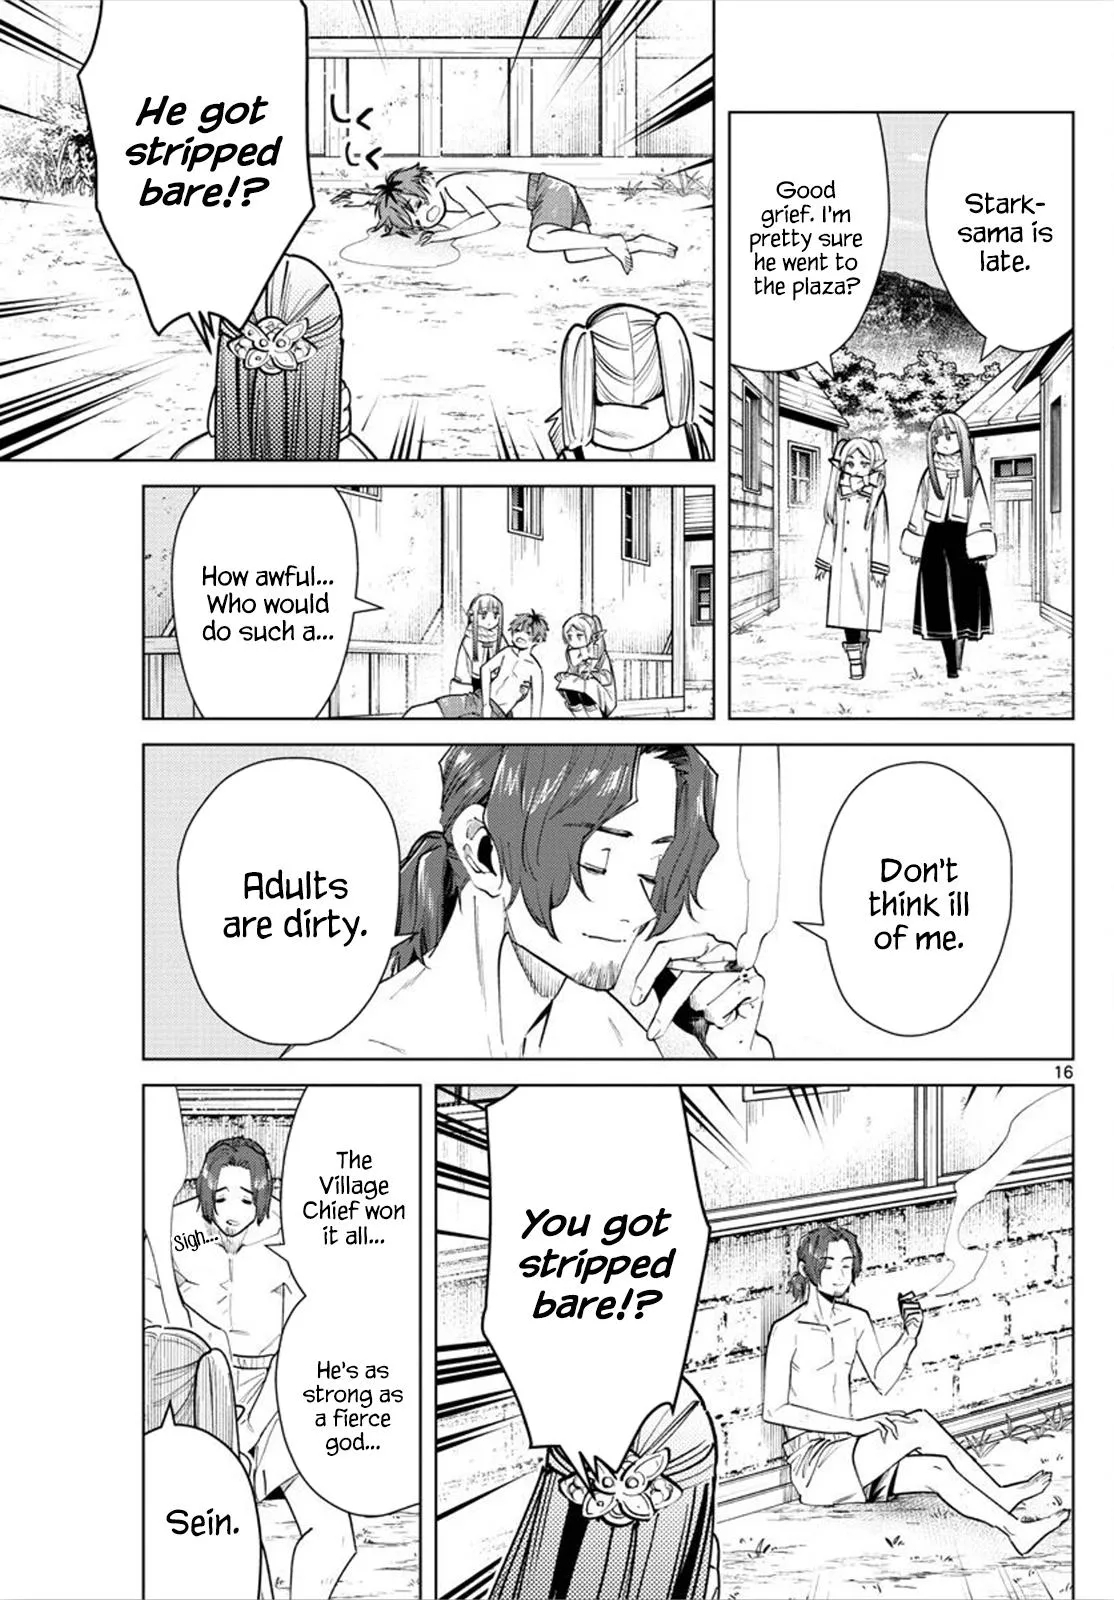 Stark-
sama is
late.
Good
grief. I'm
pretty sure
he went to
the plaza?
He got
stripped
bare!?
しく
しく
How awful...
Who would
do such a...
Don't
think ill
of me.
Adults
are dirty.
16
You got
stripped
bare!?
The
Village
Chief won
it all...
He's as
strong as
a fierce
god...
Sigh...
Sein.